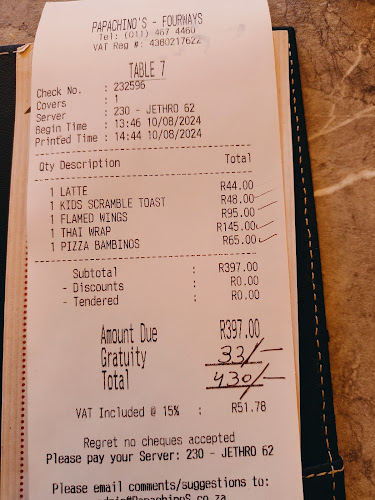 PAPACHINO'S - FOURWAYS
Tel: (011) 467 4460
VAT Reg #: 4380217622
TABLE 7
Check No. : 232596
Covers : 1
Server : 230 - JETHRO 62
Begin Time : 13:46 10/08/2024
Printed Time : 14:44 10/08/2024
Qty Description Total
1 LATTE R44.00
1 KIDS SCRAMBLE TOAST R48.00
1 FLAMED WINGS R95.00
1 THAI WRAP R145.00
1 PIZZA BAMBINOS R65.00
Subtotal : R397.00
- Discounts : R0.00
- Tendered : R0.00
Amount Due R397.00
Gratuity 33/-
Total 430/-
VAT Included @ 15% : R51.78
Regret no cheques accepted
Please pay your Server: 230 - JETHRO 62
Please email comments/suggestions to: